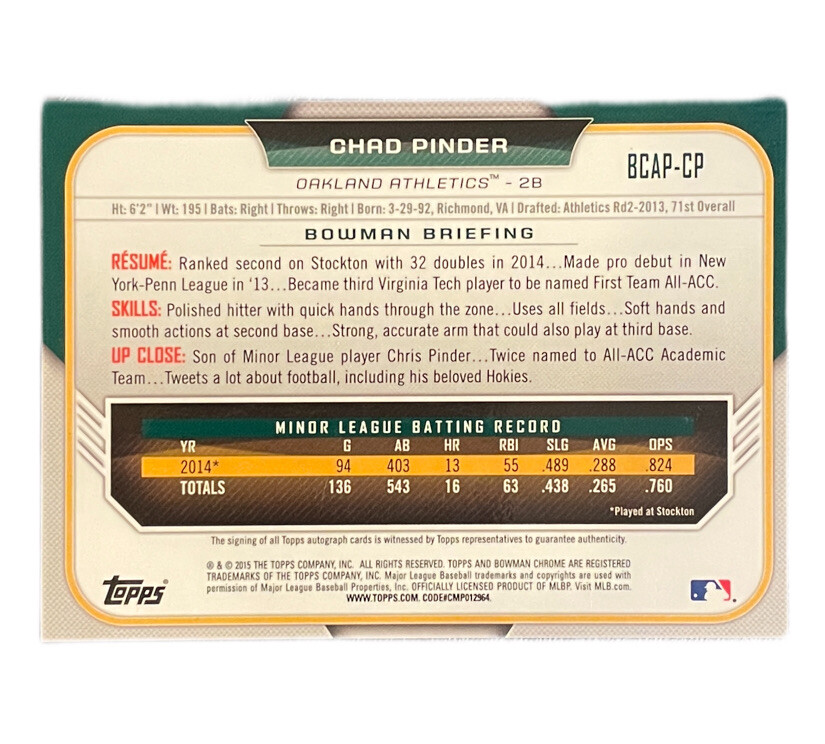 CHAD PINDER
BCAP-CP
OAKLAND ATHLETICS™ - 2B
Ht: 6'2" | Wt: 195 | Bats: Right | Throws: Right | Born: 3-29-92, Richmond, VA | Drafted: Athletics Rd2-2013, 71st Overall
BOWMAN BRIEFING
RÉSUMÉ: Ranked second on Stockton with 32 doubles in 2014...Made pro debut in New
York-Penn League in '13...Became third Virginia Tech player to be named First Team All-ACC.
SKILLS: Polished hitter with quick hands through the zone...Uses all fields...Soft hands and
smooth actions at second base...Strong, accurate arm that could also play at third base.
UP CLOSE: Son of Minor League player Chris Pinder...Twice named to All-ACC Academic
Team...Tweets a lot about football, including his beloved Hokies.
MINOR LEAGUE BATTING RECORD
YR G AB HR RBI SLG AVG OPS
2014* 94 403 13 55 .489 .288 .824
TOTALS 136 543 16 63 .438 .265 .760
*Played at Stockton
The signing of all Topps autograph cards is witnessed by Topps representatives to guarantee authenticity.
® & © 2015 THE TOPPS COMPANY, INC. ALL RIGHTS RESERVED. TOPPS AND BOWMAN CHROME ARE REGISTERED
TRADEMARKS OF THE TOPPS COMPANY, INC. Major League Baseball trademarks and copyrights are used with
permission of Major League Baseball Properties, Inc. OFFICIALLY LICENSED PRODUCT OF MLBP. Visit MLB.com.
WWW.TOPPS.COM. CODE#CMP012964.
Topps®